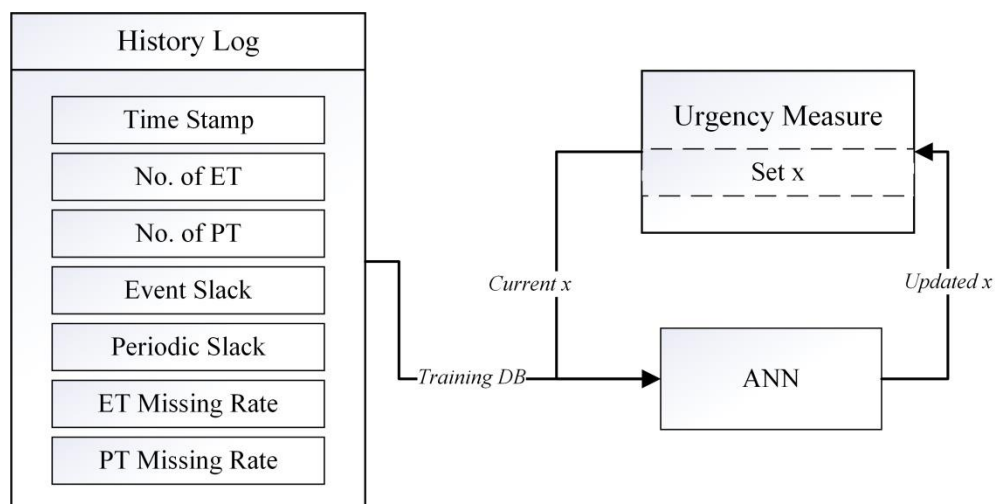 History Log
Time Stamp
No. of ET
No. of PT
Event Slack
Periodic Slack
ET Missing Rate
PT Missing Rate
Training DB
Urgency Measure
Set x
Current x
Updated x
ANN